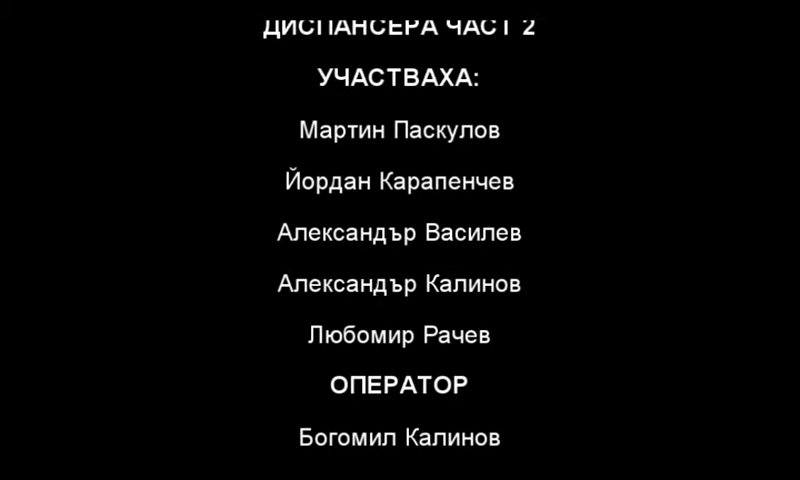 ДИСПАНСЕРА ЧАСТ 2
УЧАСТВАХА:
Мартин Паскулов
Йордан Карапенчев
Александър Василев
Александър Калинов
Любомир Рачев
ОПЕРАТОР
Богомил Калинов